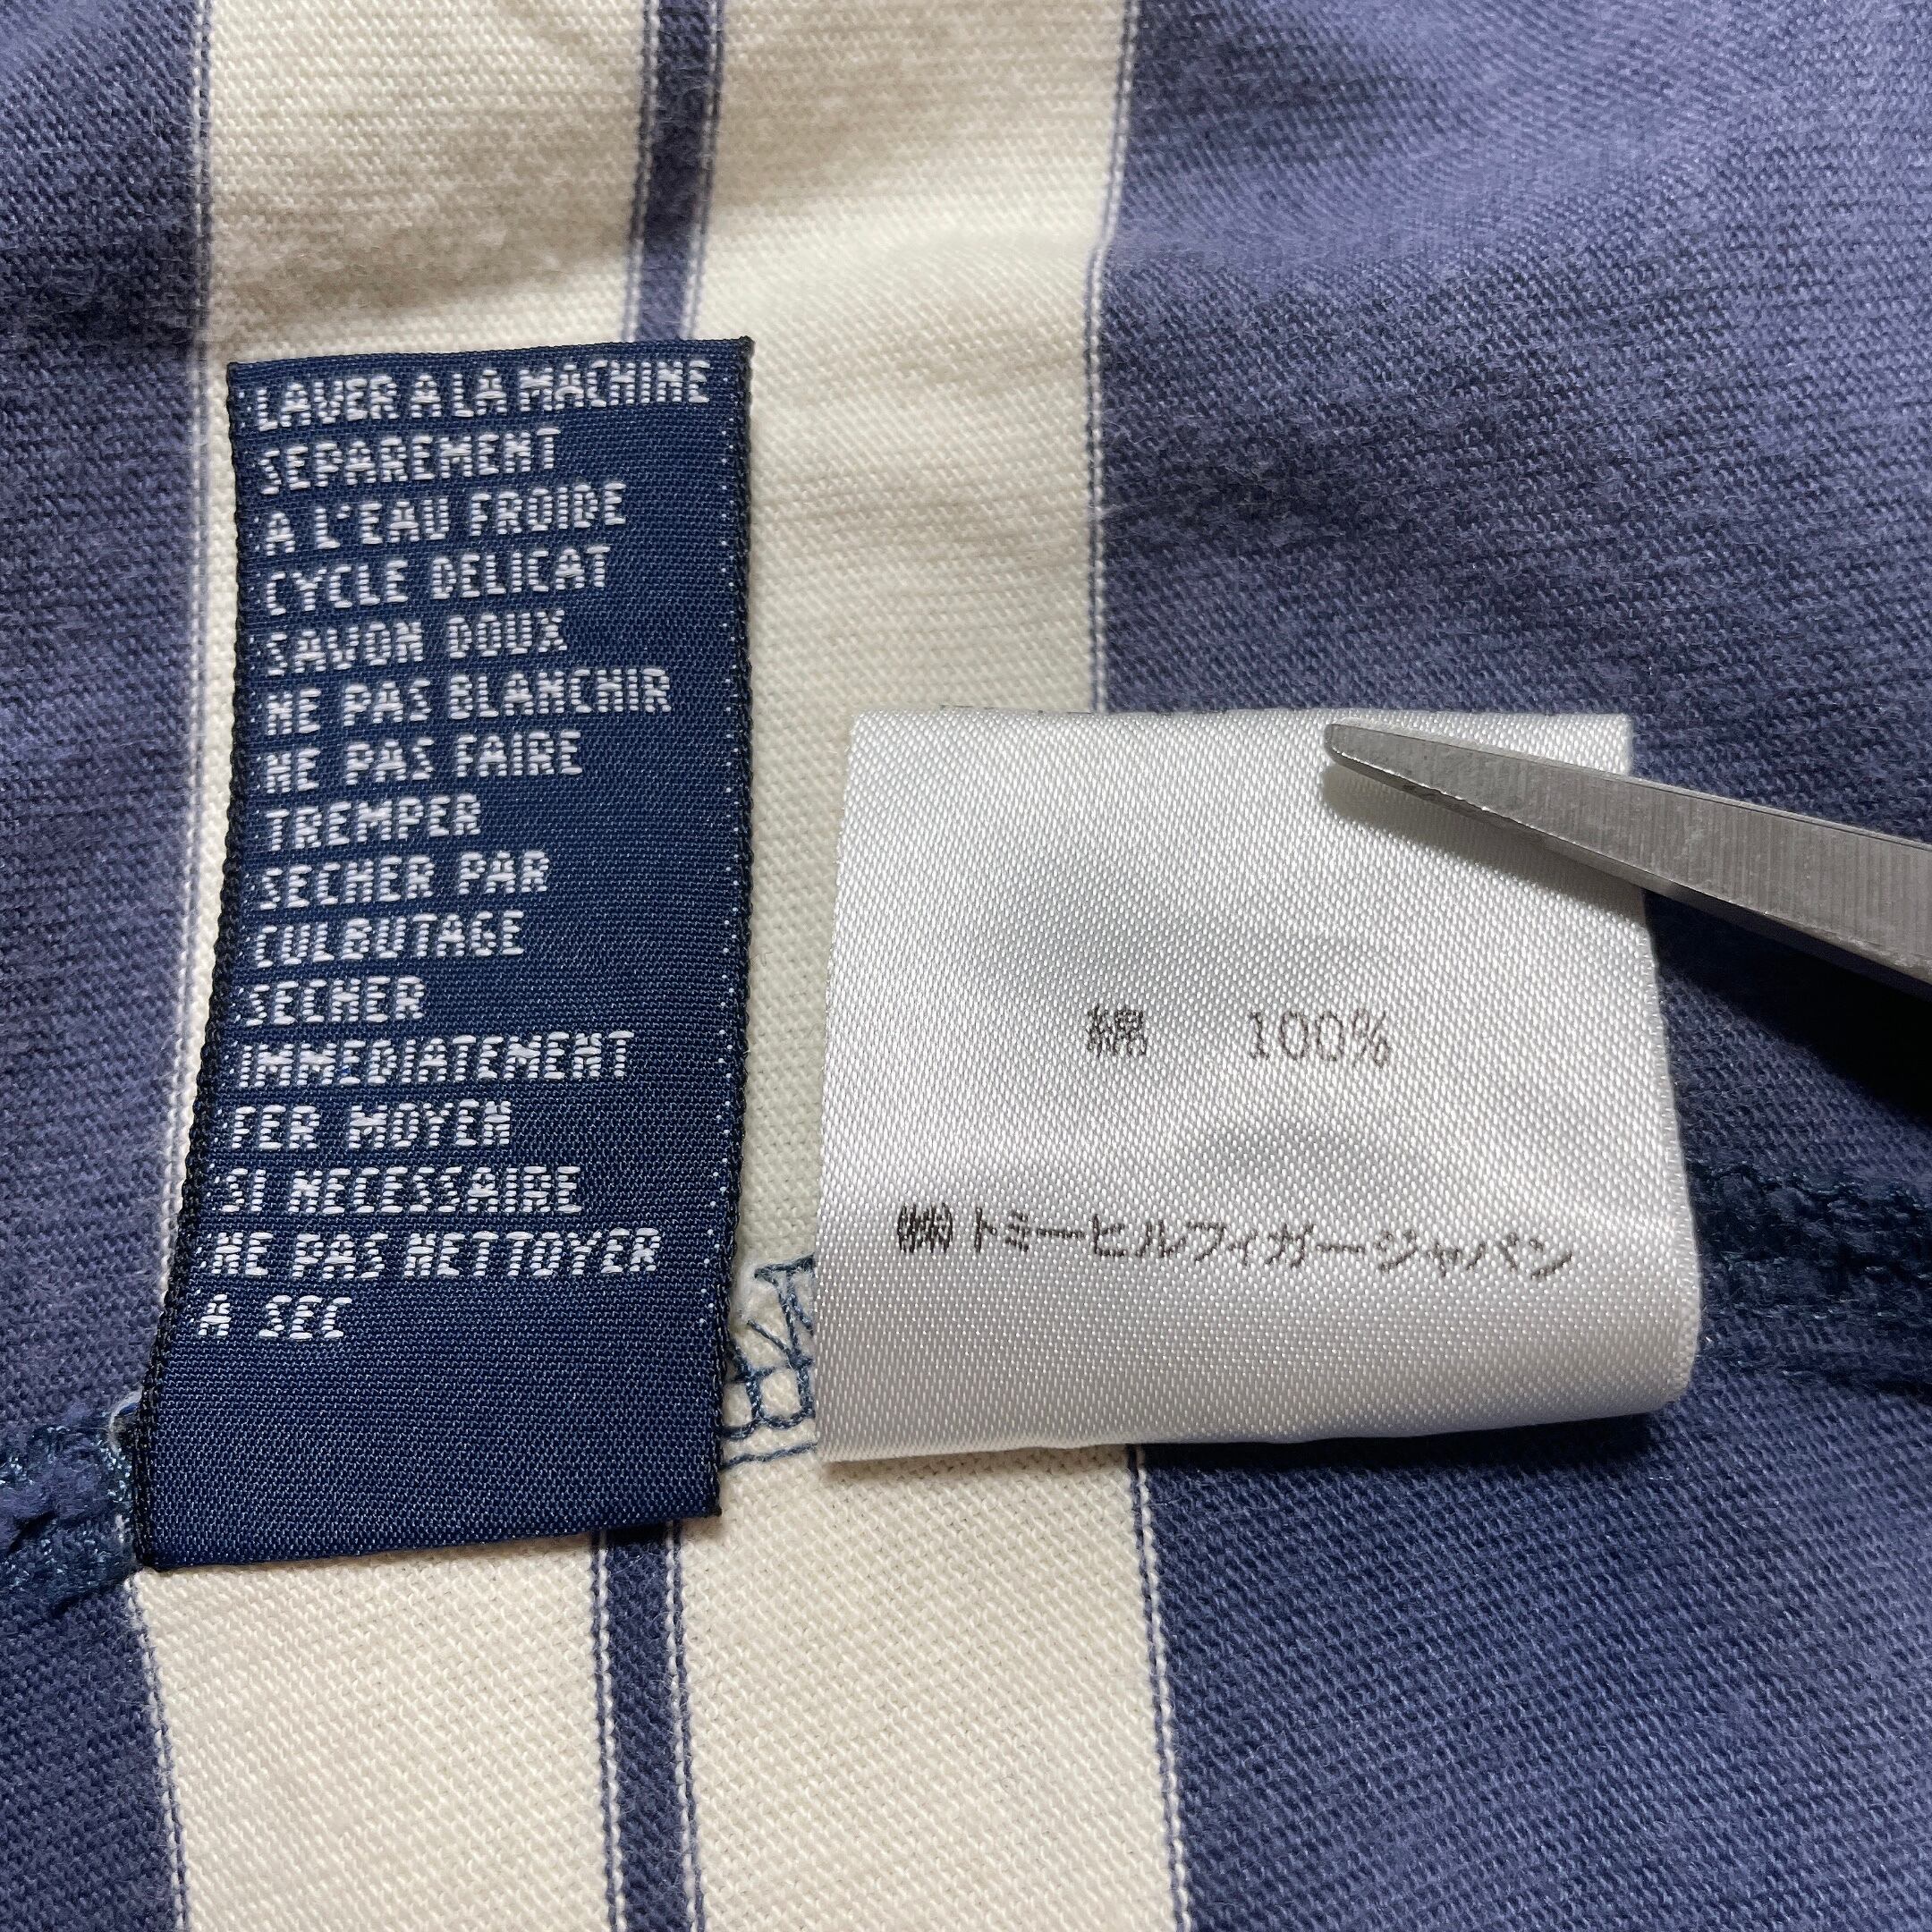 LAVER A LA MACHINE
SEPAREMENT
A L'EAU FROIDE
CYCLE DELICAT
SAVON DOUX
NE PAS BLANCHIR
NE PAS FAIRE
TREMPER
SECHER PAR
CULBUTAGE
SECHER
IMMEDIATEMENT
FER MOYEN
SI NECESSAIRE
NE PAS NETTOYER
A SEC
綿 100%
㈱トミーヒルフィガージャパン